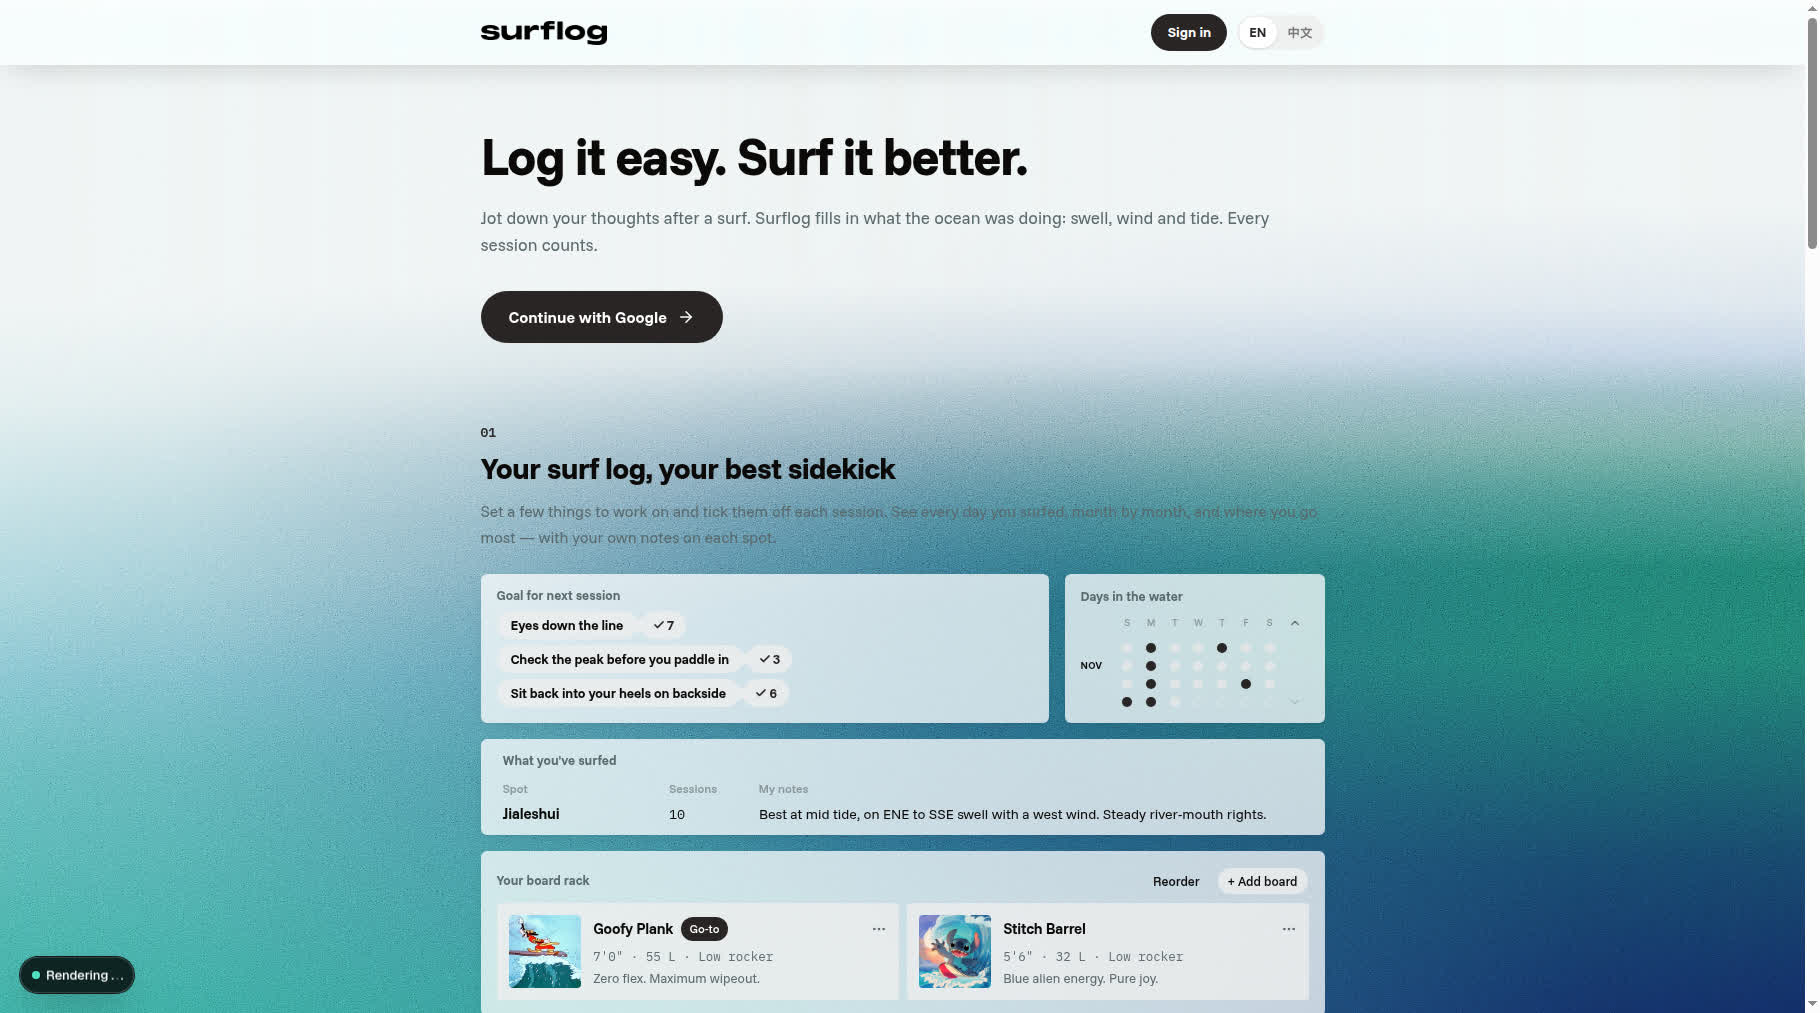 surflog
Sign in
EN
中文
Log it easy. Surf it better.
Jot down your thoughts after a surf. Surflog fills in what the ocean was doing: swell, wind and tide. Every
session counts.
Continue with Google →
01
Your surf log, your best sidekick
Set a few things to work on and tick them off each session. See every day you surfed, month by month, and where you go
most — with your own notes on each spot.
Goal for next session
Eyes down the line ✓ 7
Check the peak before you paddle in ✓ 3
Sit back into your heels on backside ✓ 6
Days in the water
S M T W T F S
NOV
What you've surfed
Spot Sessions My notes
Jialeshui 10 Best at mid tide, on ENE to SSE swell with a west wind. Steady river-mouth rights.
Your board rack
Reorder
+ Add board
Goofy Plank Go-to ...
7'0" · 55 L · Low rocker
Zero flex. Maximum wipeout.
Stitch Barrel ...
5'6" · 32 L · Low rocker
Blue alien energy. Pure joy.
Rendering ...